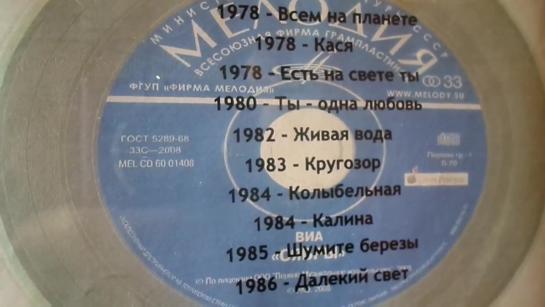 1978 - Всем на планете
МЕЛОДИЯ
1978 - Кася
ВСЕСОЮЗНАЯ ФИРМА ГРАМПЛАСТИНОК
1978 - Есть на свете ты
33
ФГУП «ФИРМА МЕЛОДИЯ»
WWW.MELODY.SU
1980 - Ты - одна любовь
ГОСТ 5289-68
33С—2008
MEL CD 60 01408
1982 - Живая вода
1983 - Кругозор
1984 - Колыбельная
1984 - Калина
ВИА
1985 - Шумите березы
1986 - Далекий свет